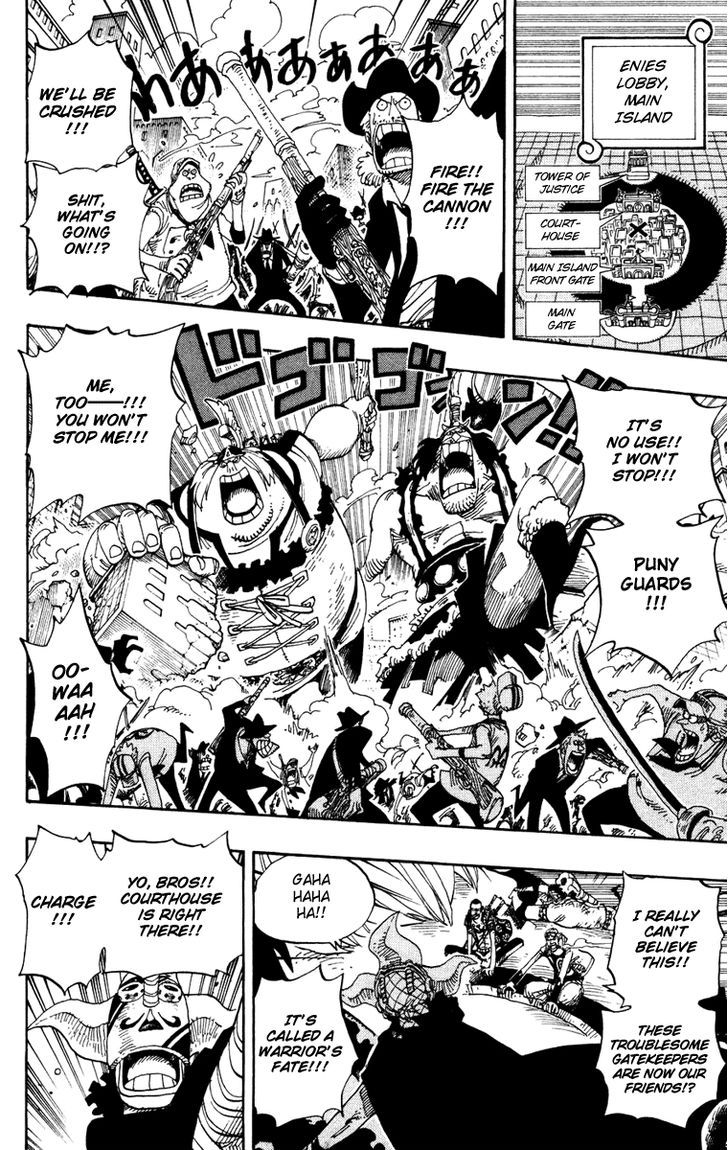 ENIES
LOBBY,
MAIN
ISLAND
TOWER OF
JUSTICE
COURT-
HOUSE
MAIN ISLAND
FRONT GATE
MAIN
GATE
わあああああああ
FIRE!!
FIRE THE
CANNON
!!!
WE'LL BE
CRUSHED
!!!
SHIT,
WHAT'S
GOING
ON!!?
ドゴゴゴン!!
IT'S
NO USE!!
I WON'T
STOP!!!
PUNY
GUARDS
!!!
ME,
TOO——!!!
YOU WON'T
STOP ME!!!
OO-
WAA
AAH
!!!
I REALLY
CAN'T
BELIEVE
THIS!!
THESE
TROUBLESOME
GATEKEEPERS
ARE NOW OUR
FRIENDS!?
GAHA
HAHA
HA!!
IT'S
CALLED A
WARRIOR'S
FATE!!!
YO, BROS!!
COURTHOUSE
IS RIGHT
THERE!!
CHARGE
!!!